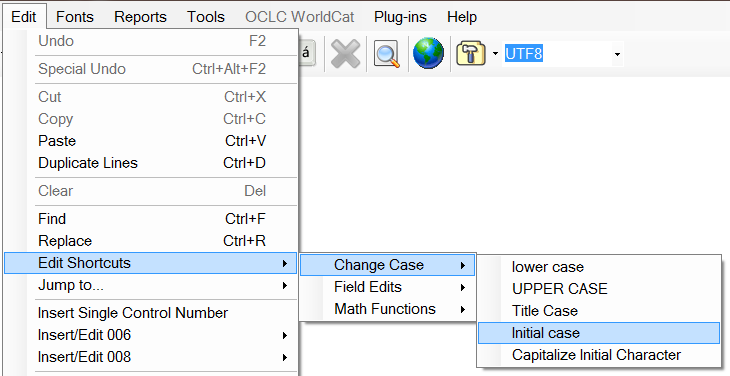 Edit Fonts Reports Tools OCLC WorldCat Plug-ins Help
á
UTF8
Undo F2
Special Undo Ctrl+Alt+F2
Cut Ctrl+X
Copy Ctrl+C
Paste Ctrl+V
Duplicate Lines Ctrl+D
Clear Del
Find Ctrl+F
Replace Ctrl+R
Edit Shortcuts
Jump to...
Insert Single Control Number
Insert/Edit 006
Insert/Edit 008
Change Case
Field Edits
Math Functions
lower case
UPPER CASE
Title Case
Initial case
Capitalize Initial Character